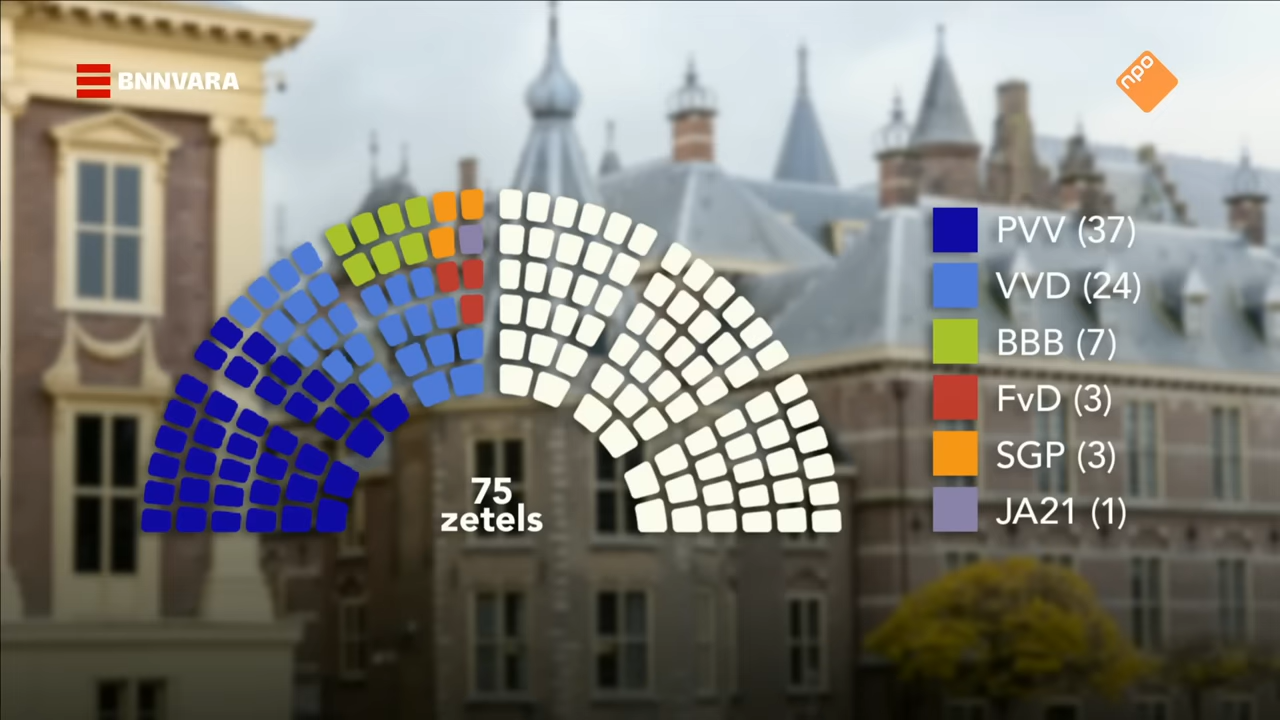 BNNVARA
npo
PVV (37)
VVD (24)
BBB (7)
FvD (3)
SGP (3)
JA21 (1)
75
zetels